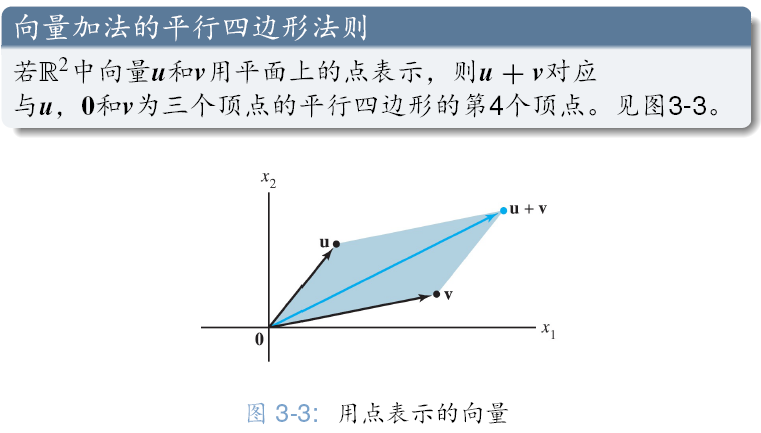 向量加法的平行四边形法则
若ℝ²中向量u和v用平面上的点表示，则u + v对应
与u，0和v为三个顶点的平行四边形的第4个顶点。见图3-3。
x₂
u + v
u
v
x₁
0
图 3-3: 用点表示的向量